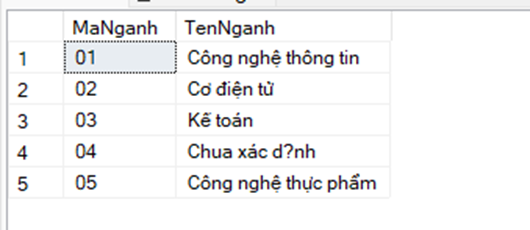 MaNganh TenNganh
1 01 Công nghệ thông tin
2 02 Cơ điện tử
3 03 Kế toán
4 04 Chua xác d?nh
5 05 Công nghệ thực phẩm